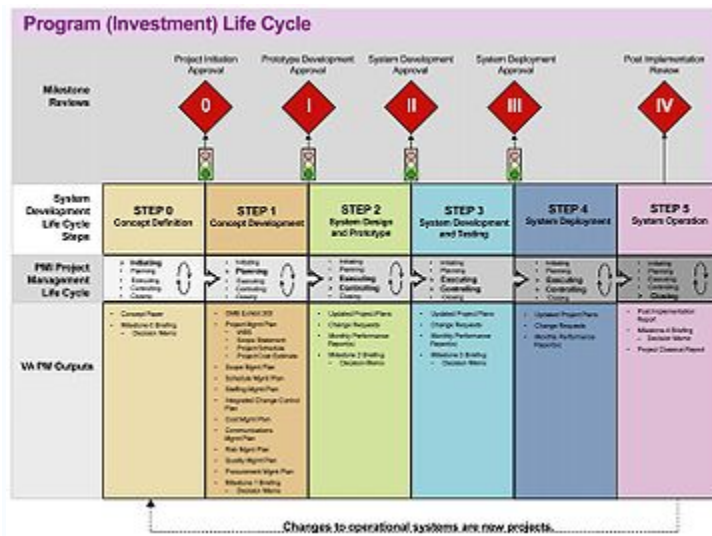 Program (Investment) Life Cycle
Project Initiation
Approval
Prototype Development
Approval
System Development
Approval
System Deployment
Approval
Post Implementation
Review
Milestone
Reviews
0
I
II
III
IV
System
Development
Life Cycle
Steps
STEP 0
Concept Definition
STEP 1
Concept Development
STEP 2
System Design
and Prototype
STEP 3
System Development
and Testing
STEP 4
System Deployment
STEP 5
System Operation
PMI Project
Management
Life Cycle
Initiating
Planning
Executing
Controlling
Closing
Initiating
Planning
Executing
Controlling
Closing
Initiating
Planning
Executing
Controlling
Closing
Initiating
Planning
Executing
Controlling
Closing
Initiating
Planning
Executing
Controlling
Closing
Initiating
Planning
Executing
Controlling
Closing
VA PM Outputs
Concept Paper
Milestone 0 Briefing
- Decision Memo
OMB Exhibit 300
Project Mgmt Plan
- WBS
- Scope Statement
- Project Schedule
- Project Cost Estimate
Scope Mgmt Plan
Schedule Mgmt Plan
Staffing Mgmt Plan
Integrated Change Control
Plan
Cost Mgmt Plan
Communications
Mgmt Plan
Risk Mgmt Plan
Quality Mgmt Plan
Procurement Mgmt Plan
Milestone 1 Briefing
- Decision Memo
Updated Project Plans
Change Requests
Monthly Performance
Report(s)
Milestone 2 Briefing
- Decision Memo
Updated Project Plans
Change Requests
Monthly Performance
Report(s)
Milestone 3 Briefing
- Decision Memo
Updated Project Plans
Change Requests
Monthly Performance
Report(s)
Post Implementation
Report
Milestone 4 Briefing
- Decision Memo
Project Closeout Report
Changes to operational systems are new projects.